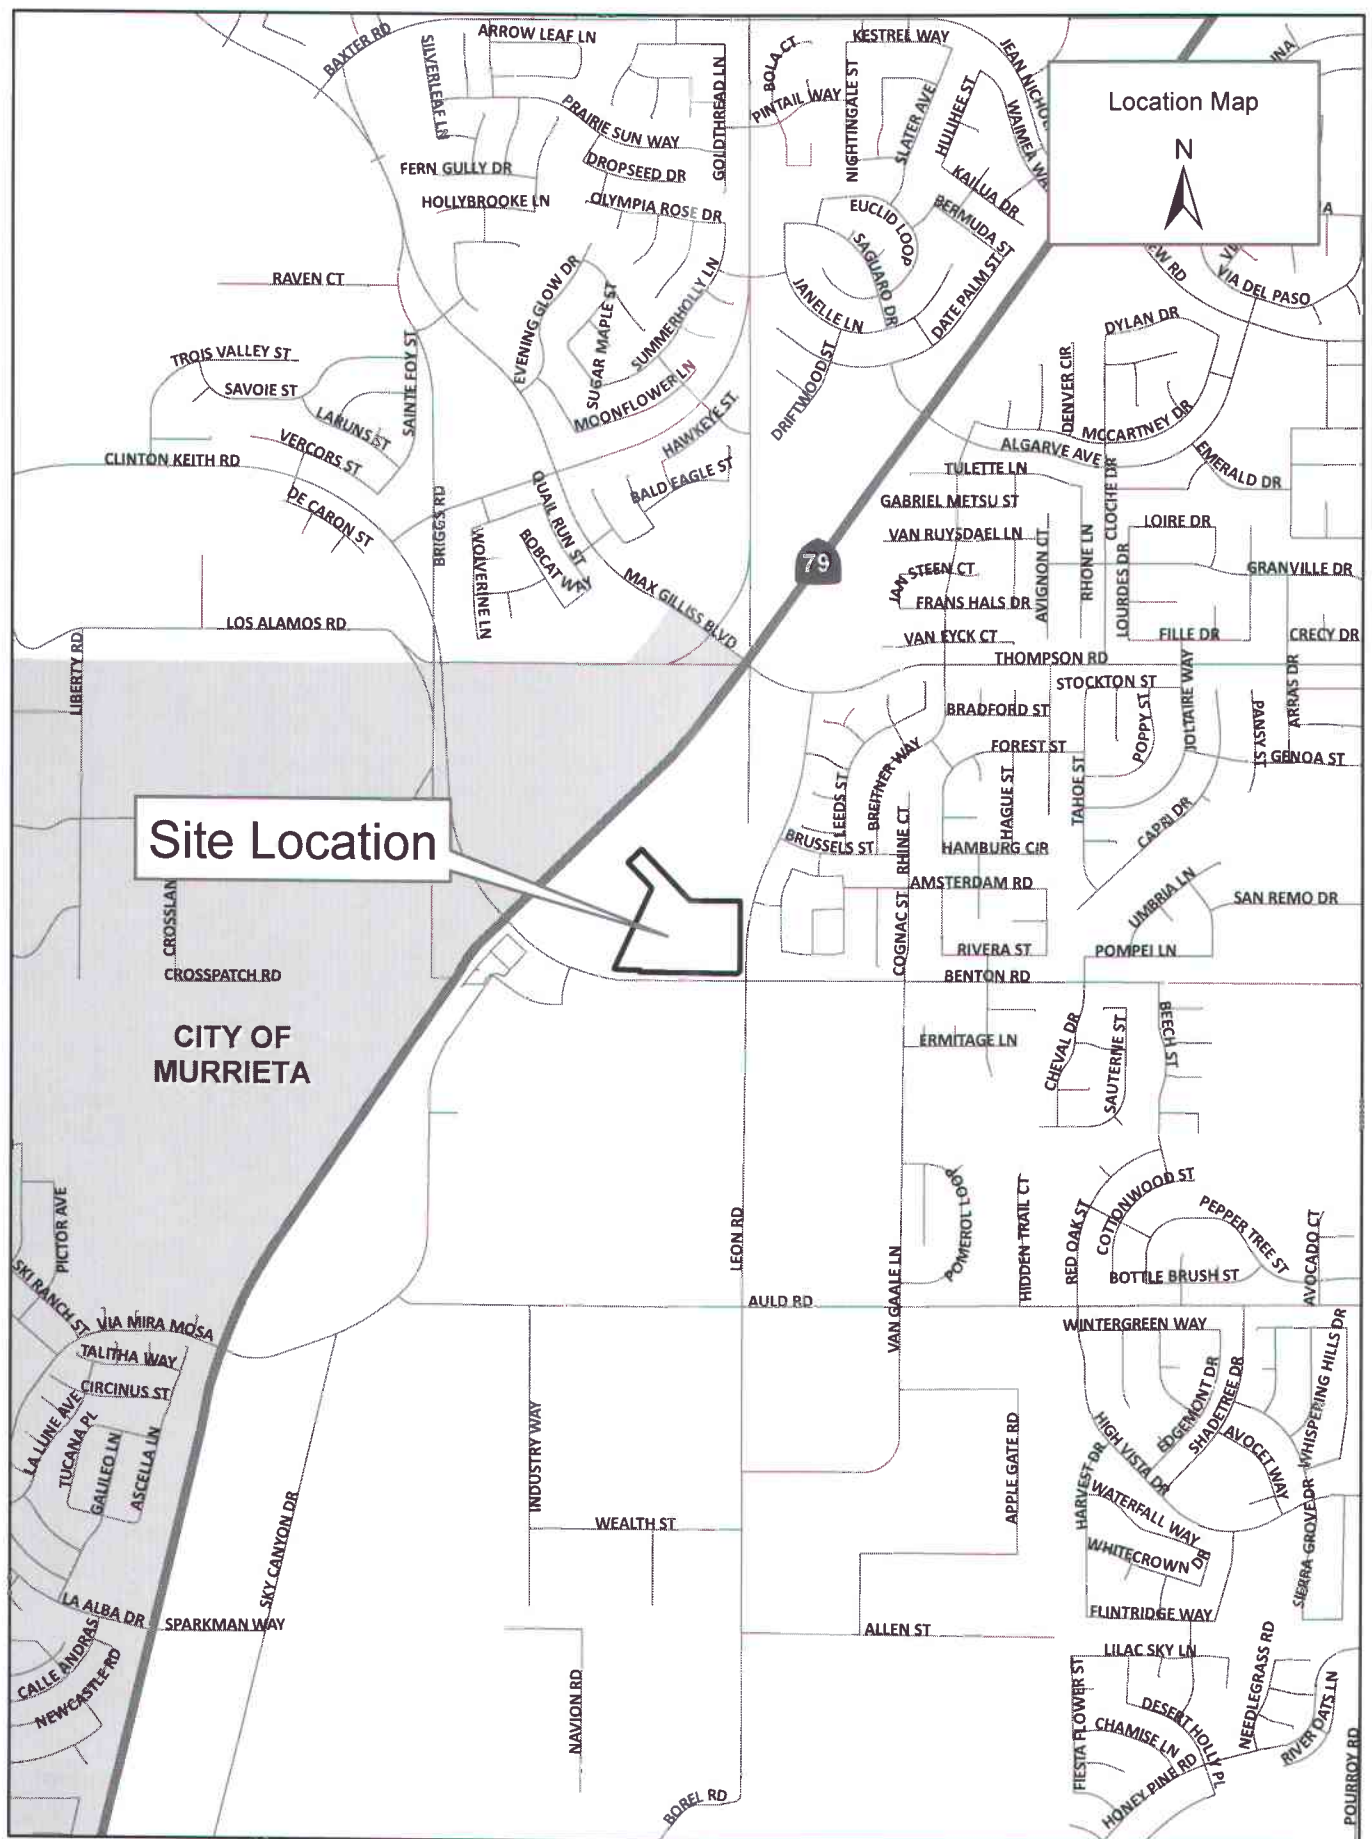 BAXTER RD
SILVERLEAF LN
ARROW LEAF LN
GOLDTHREAD LN
BOLA CT
PINTAIL WAY
KESTREL WAY
NIGHTINGALE ST
SLATER AVE
HULIHEE ST
WAIMEA
Location Map
N
PRAIRIE SUN WAY
DROPSEED DR
FERN GULLY DR
HOLLYBROOKE LN
OLYMPIA ROSE DR
KAILUA DR
BERMUDA ST
EUCLID LOOP
SAGUARO DR
JANELLE LN
DATE PALM ST
VIA DEL PASO
RAVEN CT
EVENING GLOW DR
SUGAR MAPLE ST
SUMMERHOLLY LN
MOONFLOWER LN
DRIFTWOOD ST
DYLAN DR
DENVER CIR
MCCARTNEY DR
TROIS VALLEY ST
SAVOIE ST
LARUNS ST
SAINTE FOY ST
VERCORS ST
CLINTON KEITH RD
DE CARON ST
HAWKEYE ST
BALD EAGLE ST
ALGARVE AVE
TULETTE LN
EMERALD DR
GABRIEL METSU ST
CLOCHE DR
BRIGGS RD
QUAIL RUN ST
BOBCAT WAY
WOLVERINE LN
MAX GILLISS BLVD
79
VAN RUYSDAEL LN
JAN STEEN CT
FRANS HALS DR
VAN EYCK CT
AVIGNON CT
RHONE LN
LOURDES DR
LOIRE DR
GRANVILLE DR
FILLE DR
CRECY DR
LOS ALAMOS RD
LIBERTY RD
THOMPSON RD
STOCKTON ST
BRADFORD ST
FOREST ST
POPPY ST
PANSY ST
ARRAS DR
GENOA ST
LEEDS ST
BREITNER WAY
HAGUE ST
TAHOE ST
CAPRI DR
BRUSSELS ST
RHINE CT
HAMBURG CIR
Site Location
AMSTERDAM RD
UMBRIA LN
SAN REMO DR
CROSSLAN
CROSSPATCH RD
COGNAC ST
RIVERA ST
POMPEI LN
BENTON RD
CITY OF
MURRIETA
ERMITAGE LN
CHEVAL DR
SAUTERNE ST
BEECH ST
PICTOR AVE
LEON RD
VAN GAALE LN
POMEROL LOOP
HIDDEN TRAIL CT
RED OAK ST
COTTONWOOD ST
PEPPER TREE ST
BOTTLE BRUSH ST
AVOCADO CT
SKI RANCH ST
VIA MIRA MOSA
TALITHA WAY
CIRCINUS ST
LA LUNE AVE
TUCANA PL
GALILEO LN
ASCELLA LN
AULD RD
WINTERGREEN WAY
EDGEMONT DR
SHADETREE DR
WHISPERING HILLS DR
HIGH VISTA DR
AVOCET WAY
INDUSTRY WAY
APPLE GATE RD
HARVEST DR
WATERFALL WAY
WHITECROWN DR
SIERRA GROVE DR
WEALTH ST
SKY CANYON DR
LA ALBA DR
SPARKMAN WAY
CALLE ANDRAS
NEWCASTLE RD
ALLEN ST
FLINTRIDGE WAY
LILAC SKY LN
NAVION RD
FIESTA FLOWER ST
DESERT HOLLY PL
CHAMISE LN
HONEY PINE RD
NEEDLEGRASS RD
RIVER OATS LN
POURROY RD
BOREL RD